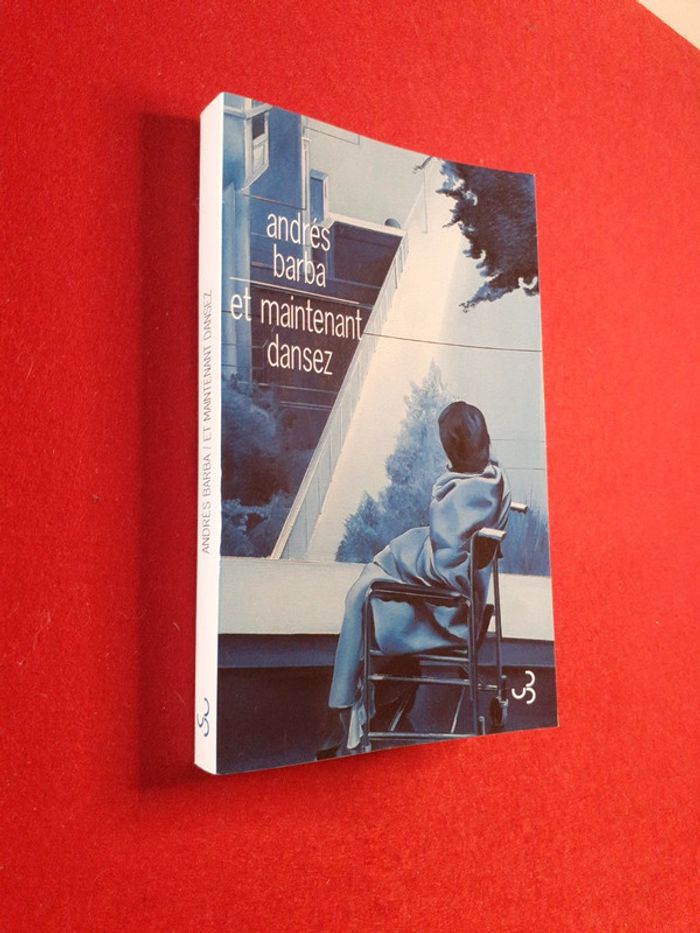 andrés
barba
et maintenant
dansez
ANDRÉS BARBA / ET MAINTENANT DANSEZ